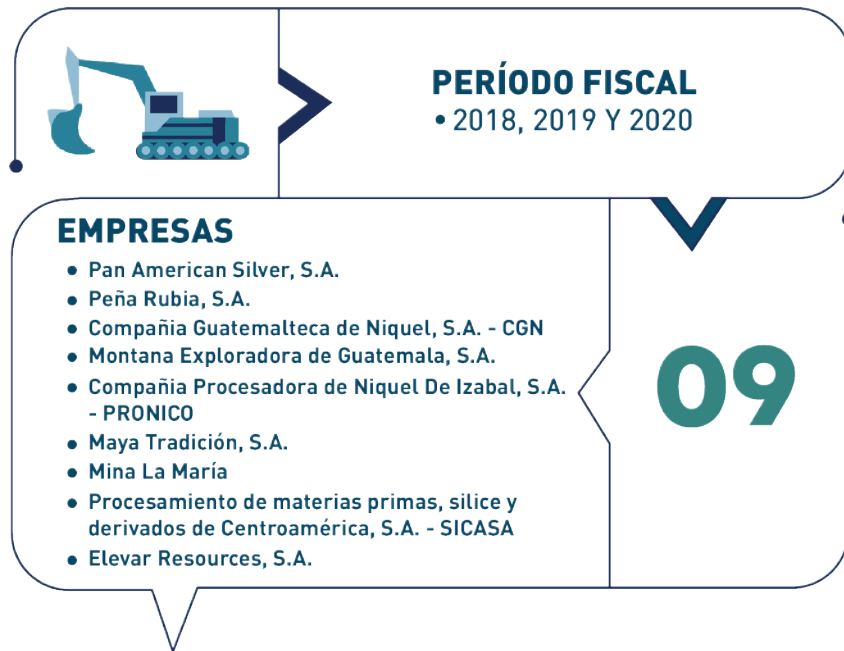 PERÍODO FISCAL
• 2018, 2019 Y 2020
EMPRESAS
• Pan American Silver, S.A.
• Peña Rubia, S.A.
• Compañia Guatemalteca de Niquel, S.A. - CGN
• Montana Exploradora de Guatemala, S.A.
• Compañia Procesadora de Niquel De Izabal, S.A.
- PRONICO
• Maya Tradición, S.A.
• Mina La María
• Procesamiento de materias primas, silice y
derivados de Centroamérica, S.A. - SICASA
• Elevar Resources, S.A.
09